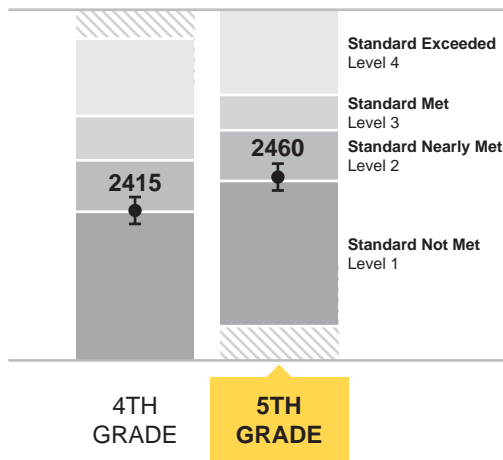 Standard Exceeded
Level 4
Standard Met
Level 3
Standard Nearly Met
Level 2
2415
2460
Standard Not Met
Level 1
4TH
GRADE
5TH
GRADE